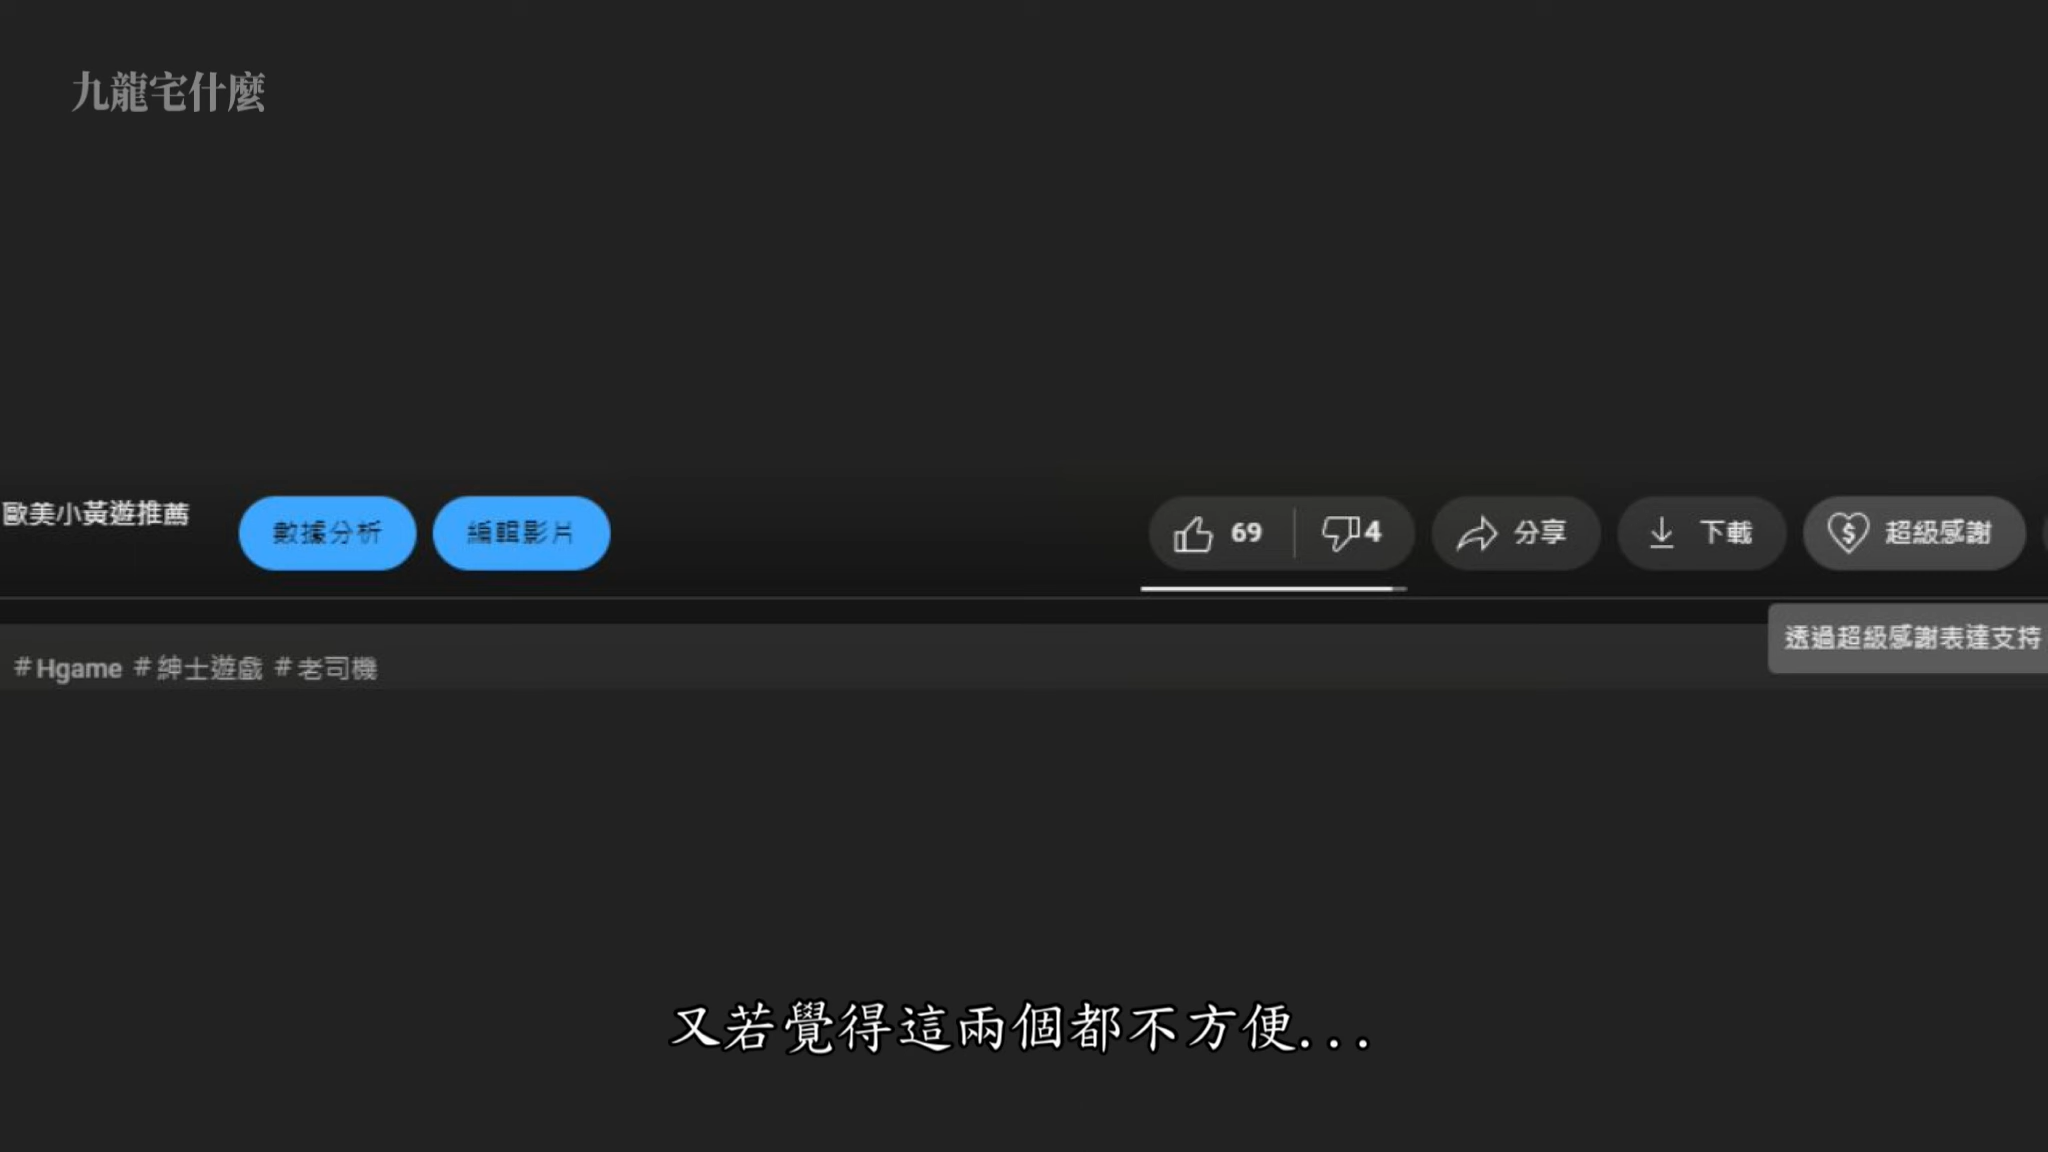 九龍宅什麼
歐美小黃遊推薦
數據分析
編輯影片
69
4
分享
下載
超級感謝
透過超級感謝表達支持
#Hgame #紳士遊戲 #老司機
又若覺得這兩個都不方便...